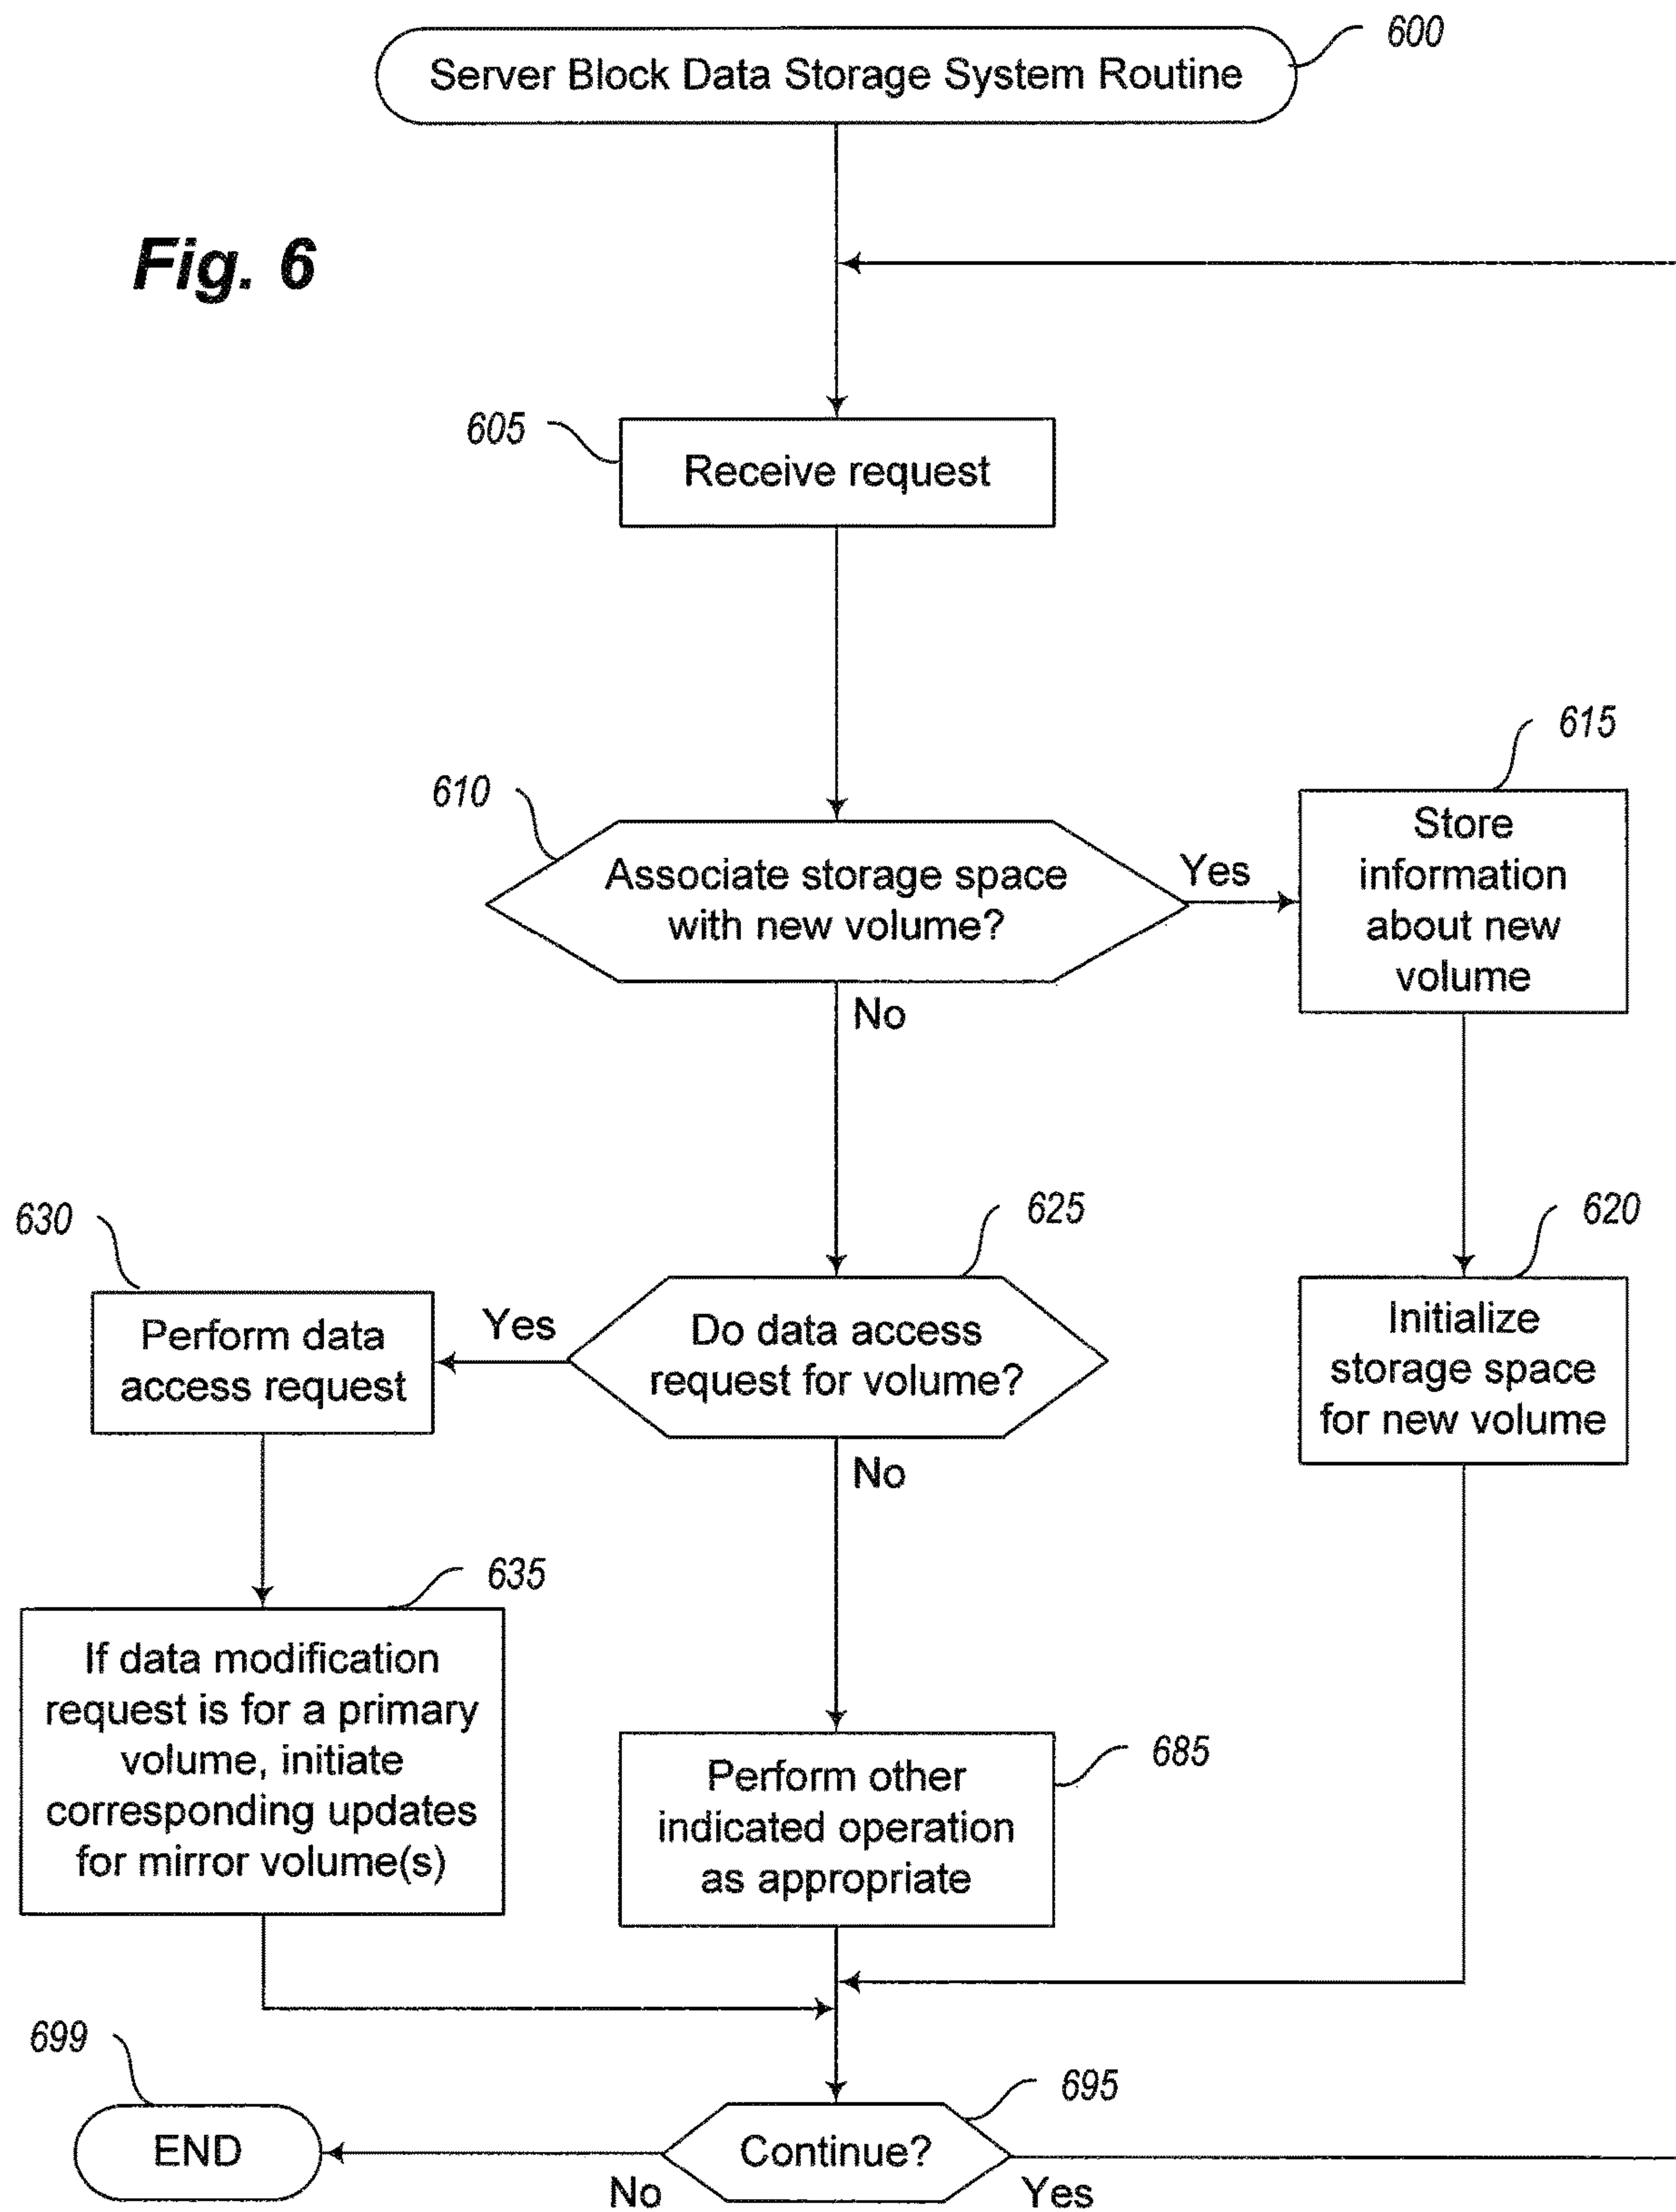 600
Server Block Data Storage System Routine
Fig. 6
605
Receive request
615
610
Store
information
about new
volume
Associate storage space
with new volume?
Yes
No
630
625
620
Perform data
access request
Yes
Do data access
request for volume?
Initialize
storage space
for new volume
No
635
If data modification
request is for a primary
volume, initiate
corresponding updates
for mirror volume(s)
685
Perform other
indicated operation
as appropriate
699
695
END
Continue?
No
Yes